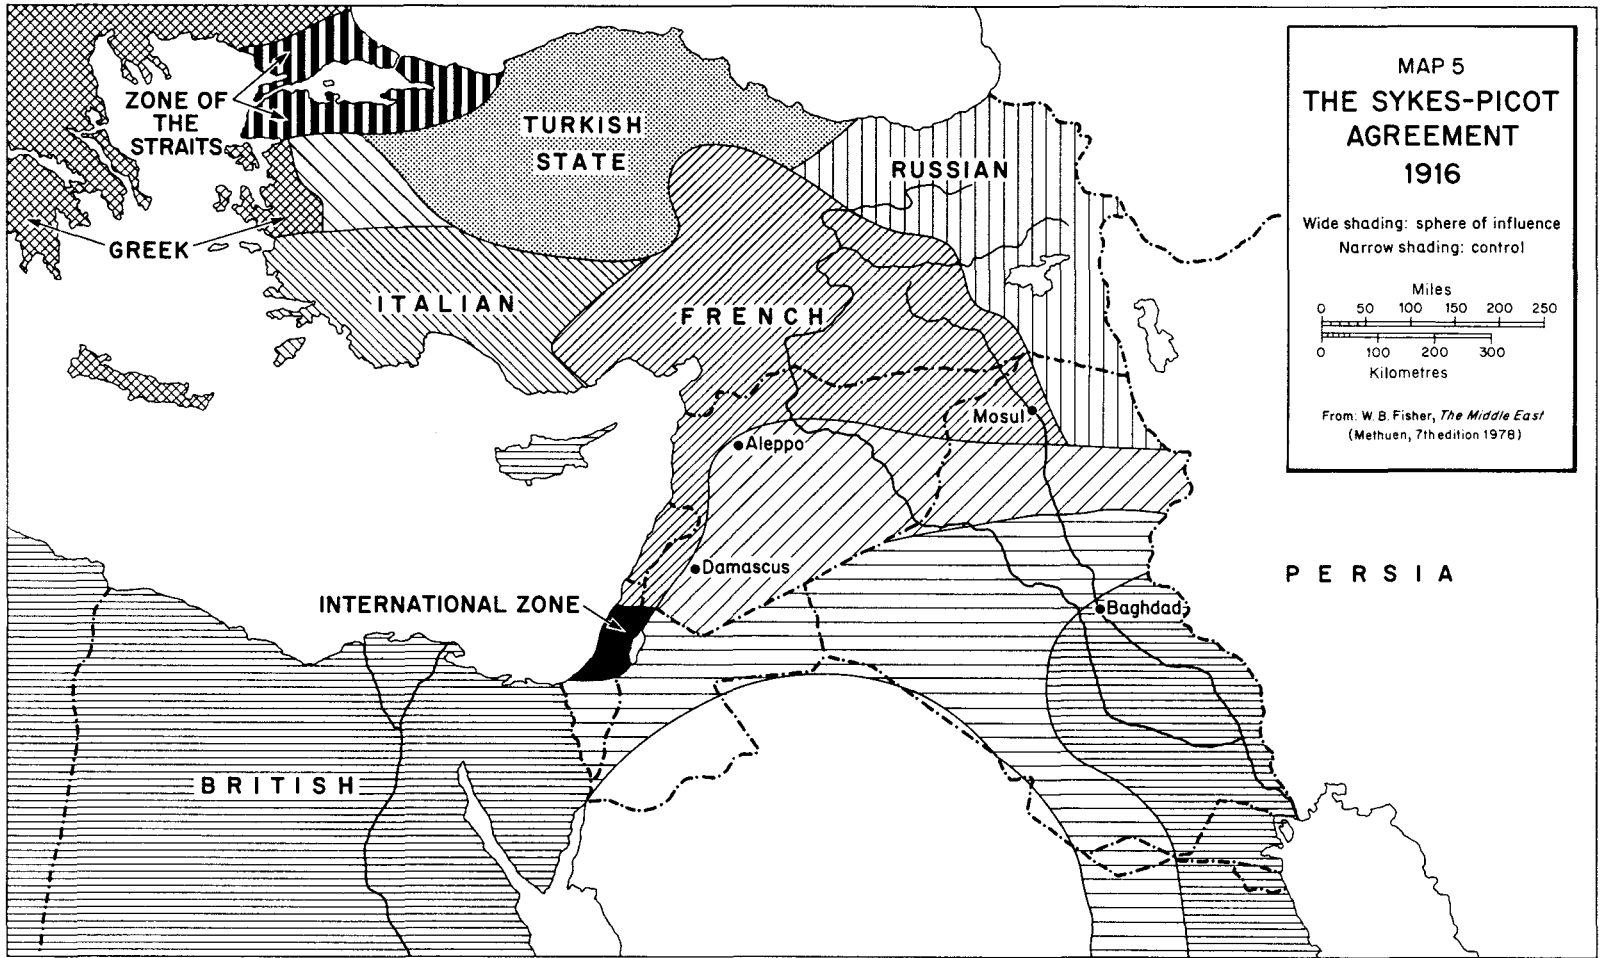 MAP 5
THE SYKES-PICOT
AGREEMENT
1916
Wide shading: sphere of influence
Narrow shading: control
Miles
0 50 100 150 200 250
0 100 200 300
Kilometres
From: W. B. Fisher, The Middle East
(Methuen, 7th edition 1978)
ZONE OF
THE
STRAITS
TURKISH
STATE
RUSSIAN
GREEK
ITALIAN
FRENCH
Mosul
Aleppo
Damascus
PERSIA
INTERNATIONAL ZONE
Baghdad
BRITISH